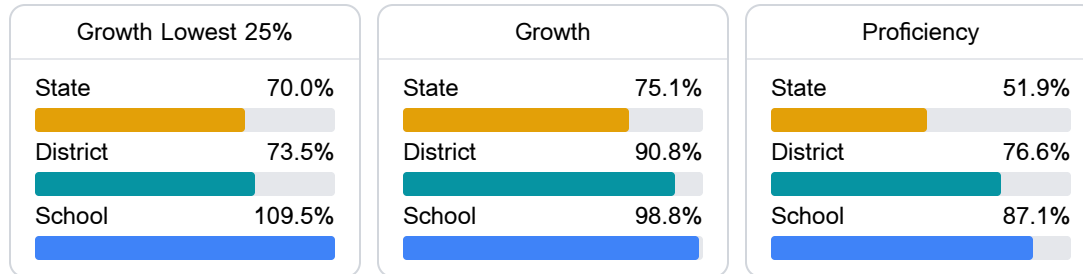 Growth Lowest 25%
State 70.0%
District 73.5%
School 109.5%
Growth
State 75.1%
District 90.8%
School 98.8%
Proficiency
State 51.9%
District 76.6%
School 87.1%